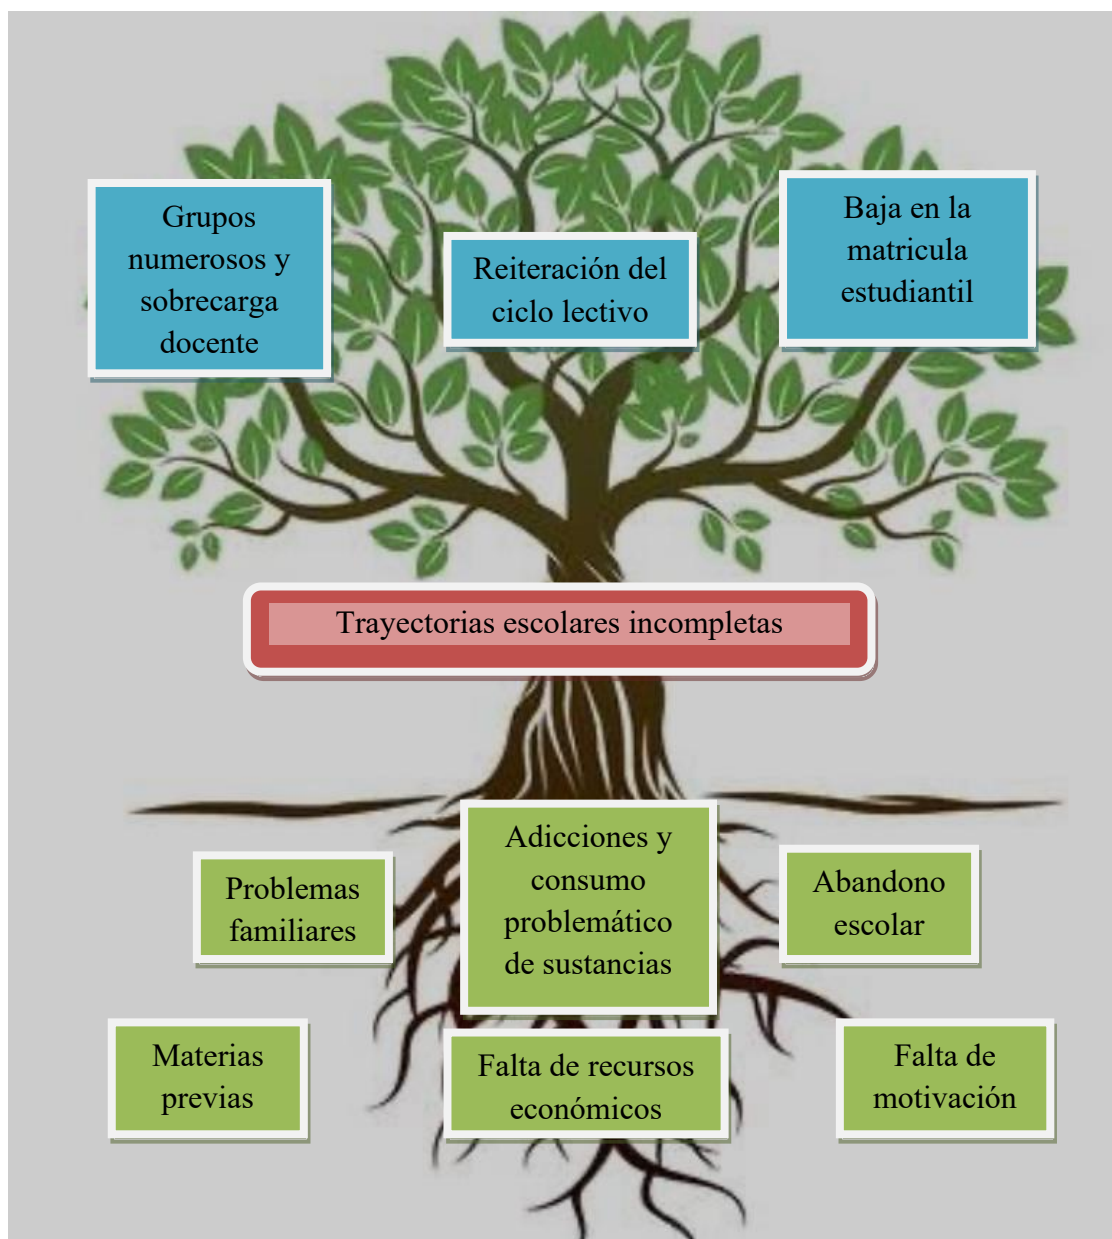 Grupos
numerosos y
sobrecarga
docente
Reiteración del
ciclo lectivo
Baja en la
matricula
estudiantil
Trayectorias escolares incompletas
Problemas
familiares
Adicciones y
consumo
problemático
de sustancias
Abandono
escolar
Materias
previas
Falta de recursos
económicos
Falta de
motivación